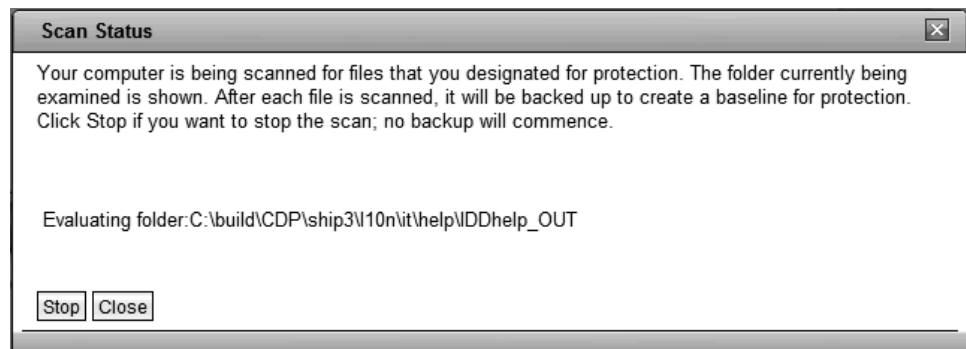 Scan Status
Your computer is being scanned for files that you designated for protection. The folder currently being
examined is shown. After each file is scanned, it will be backed up to create a baseline for protection.
Click Stop if you want to stop the scan; no backup will commence.
Evaluating folder:C:\build\CDP\ship3\l10n\it\help\IDDhelp_OUT
Stop Close